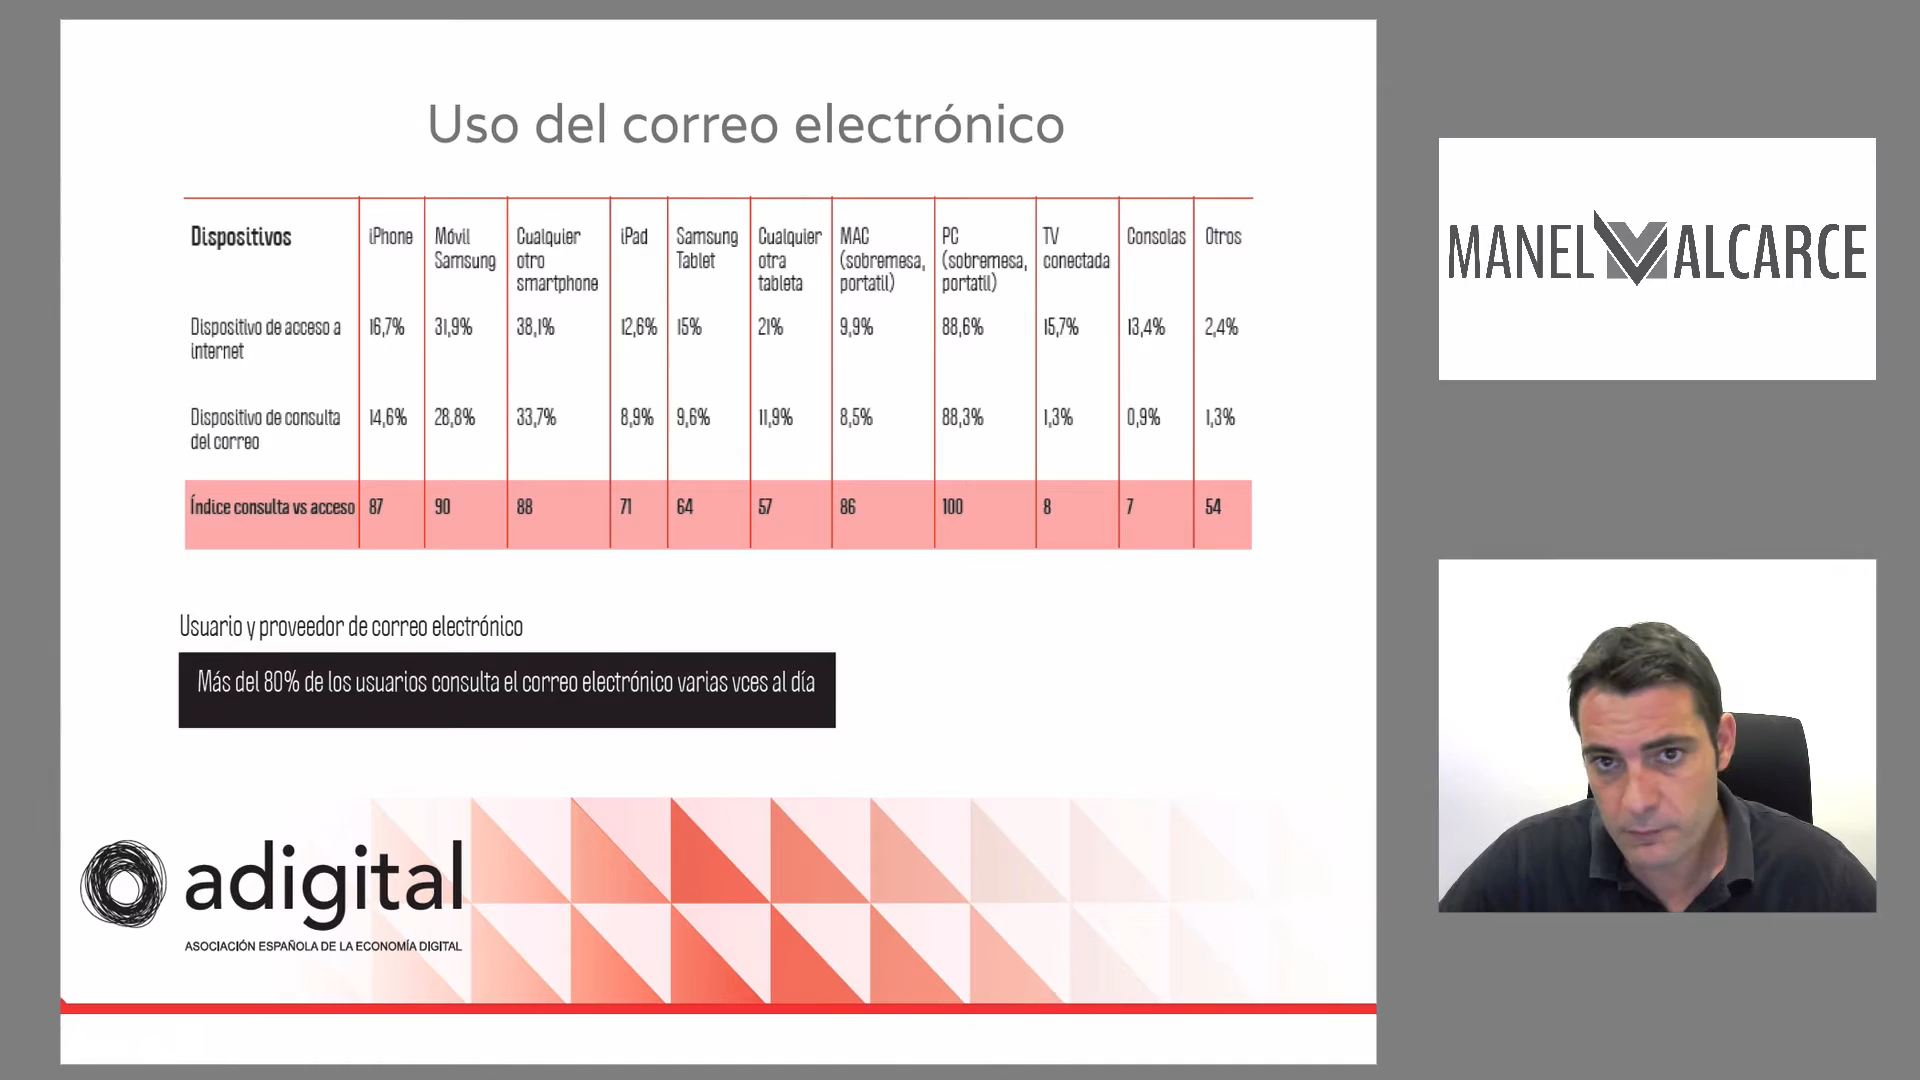 Uso del correo electrónico
Dispositivos iPhone Móvil Samsung Cualquier otro smartphone iPad Samsung Tablet Cualquier otra tableta MAC (sobremesa, portatil) PC (sobremesa, portatil) TV conectada Consolas Otros
Dispositivo de acceso a internet 16,7% 31,9% 38,1% 12,6% 15% 21% 9,9% 88,6% 15,7% 13,4% 2,4%
Dispositivo de consulta del correo 14,6% 28,8% 33,7% 8,9% 9,6% 11,9% 8,5% 88,3% 1,3% 0,9% 1,3%
Índice consulta vs acceso 87 90 88 71 64 57 86 100 8 7 54
Usuario y proveedor de correo electrónico
Más del 80% de los usuarios consulta el correo electrónico varias vces al día
adigital
ASOCIACIÓN ESPAÑOLA DE LA ECONOMÍA DIGITAL
MANEL VALCARCE